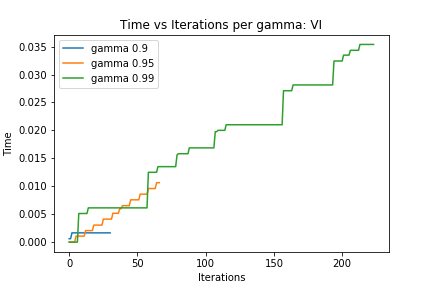 Time vs Iterations per gamma: VI
gamma 0.9
gamma 0.95
gamma 0.99
0.035
0.030
0.025
0.020
0.015
0.010
0.005
0.000
Time
0 50 100 150 200
Iterations